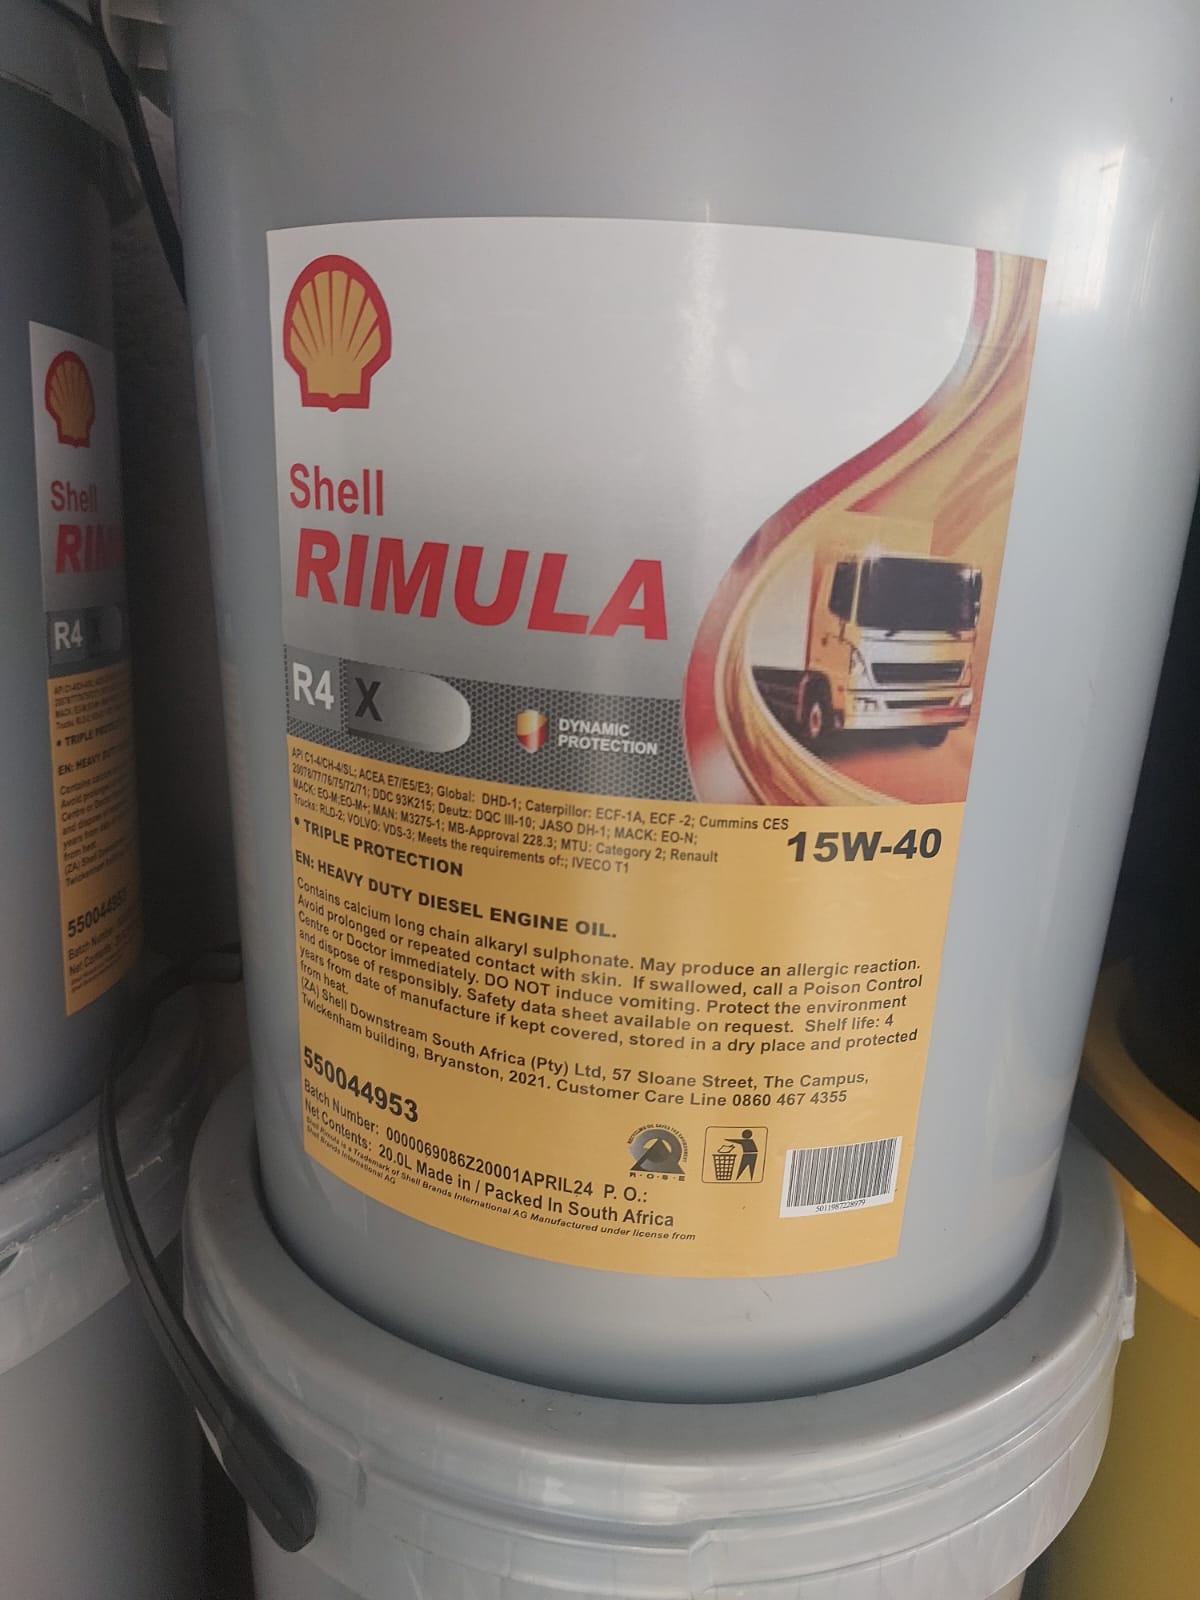 Shell
RIMULA
R4 X
DYNAMIC
PROTECTION
API C1-4/CH-4/SL; ACEA E7/E5/E3; Global: DHD-1; Caterpillor: ECF-1A, ECF -2; Cummins CES
20078/77/76/75/72/71; DDC 93K215; Deutz: DQC III-10; JASO DH-1; MACK: EO-N;
MACK: EO-M;EO-M+; MAN: M3275-1; MB-Approval 228.3; MTU: Category 2; Renault
Trucks: RLD-2; VOLVO: VDS-3; Meets the requirements of:; IVECO T1
15W-40
• TRIPLE PROTECTION
EN: HEAVY DUTY DIESEL ENGINE OIL.
Contains calcium long chain alkaryl sulphonate. May produce an allergic reaction.
Avoid prolonged or repeated contact with skin. If swallowed, call a Poison Control
Centre or Doctor immediately. DO NOT induce vomiting. Protect the environment
and dispose of responsibly. Safety data sheet available on request. Shelf life: 4
years from date of manufacture if kept covered, stored in a dry place and protected
from heat.
(ZA) Shell Downstream South Africa (Pty) Ltd, 57 Sloane Street, The Campus,
Twickenham building, Bryanston, 2021. Customer Care Line 0860 467 4355
550044953
Batch Number: 0000069086Z20001APRIL24 P. O.:
Net Contents: 20.0L Made in / Packed In South Africa
Shell Rimula is a Trademark of Shell Brands International AG Manufactured under license from
Shell Brands International AG
R·O·S·E
5011987228979
Shell
RIM
R4 X
• TRIPLE
EN: HEAVY DUTY
550044953
Batch Number
Net Contents: